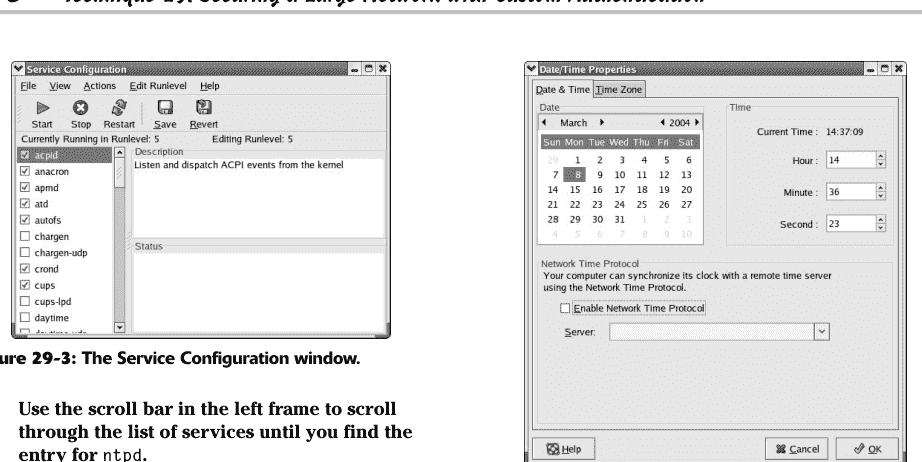 Technique 29: Securing a Large Network with Custom Authentication
Service Configuration
File View Actions Edit Runlevel Help
Start Stop Restart Save Revert
Currently Running in Runlevel: 5 Editing Runlevel: 5
acpid
anacron
apmd
atd
autofs
chargen
chargen-udp
crond
cups
cups-lpd
daytime
Description
Listen and dispatch ACPI events from the kernel
Status
ure 29-3: The Service Configuration window.
Use the scroll bar in the left frame to scroll
through the list of services until you find the
entry for ntpd.
Date/Time Properties
Date & Time Time Zone
Date
March 2004
Sun Mon Tue Wed Thu Fri Sat
29 1 2 3 4 5 6
7 8 9 10 11 12 13
14 15 16 17 18 19 20
21 22 23 24 25 26 27
28 29 30 31 1 2 3
4 5 6 7 8 9 10
Time
Current Time : 14:37:09
Hour : 14
Minute : 36
Second : 23
Network Time Protocol
Your computer can synchronize its clock with a remote time server
using the Network Time Protocol.
Enable Network Time Protocol
Server:
Help Cancel OK